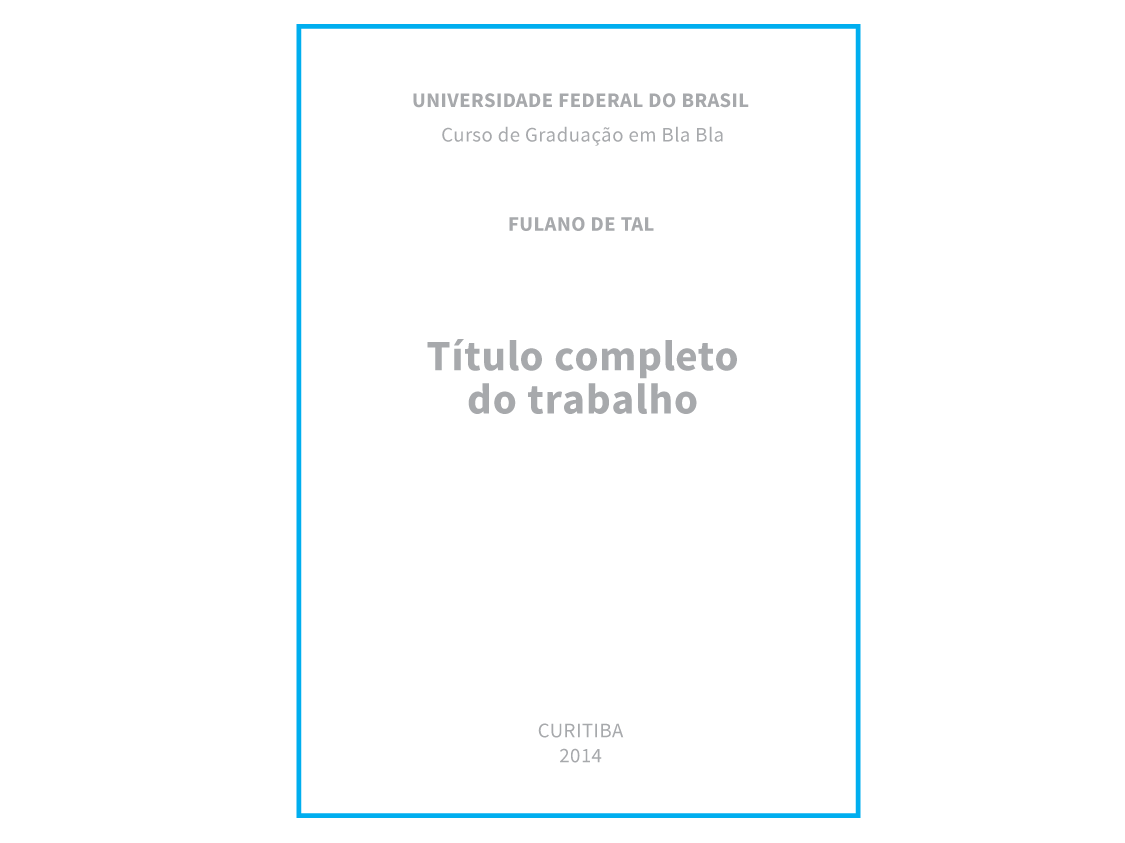 UNIVERSIDADE FEDERAL DO BRASIL
Curso de Graduação em Bla Bla
FULANO DE TAL
Título completo
do trabalho
CURITIBA
2014